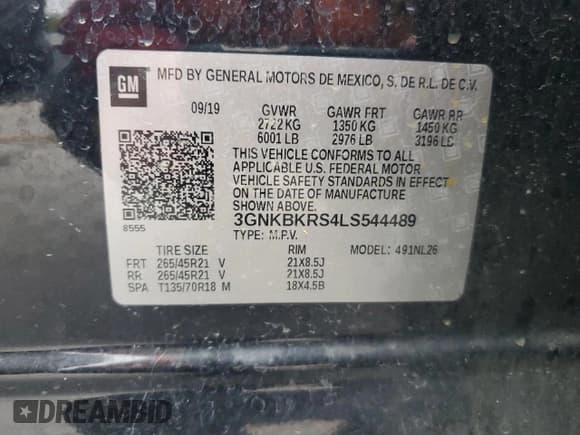 GM
MFD BY GENERAL MOTORS DE MEXICO, S. DE R.L. DE C.V.
09/19 GVWR GAWR FRT GAWR RR
2722 KG 1350 KG 1450 KG
6001 LB 2976 LB 3196 LB
THIS VEHICLE CONFORMS TO ALL
APPLICABLE U.S. FEDERAL MOTOR
VEHICLE SAFETY STANDARDS IN EFFECT
ON THE DATE OF MANUFACTURE
SHOWN ABOVE.
8555 3GNKBKRS4LS544489
TYPE: M.P.V. MODEL: 491NL26
TIRE SIZE RIM
FRT 265/45R21 V 21X8.5J
RR 265/45R21 V 21X8.5J
SPA T135/70R18 M 18X4.5B
DREAMBID